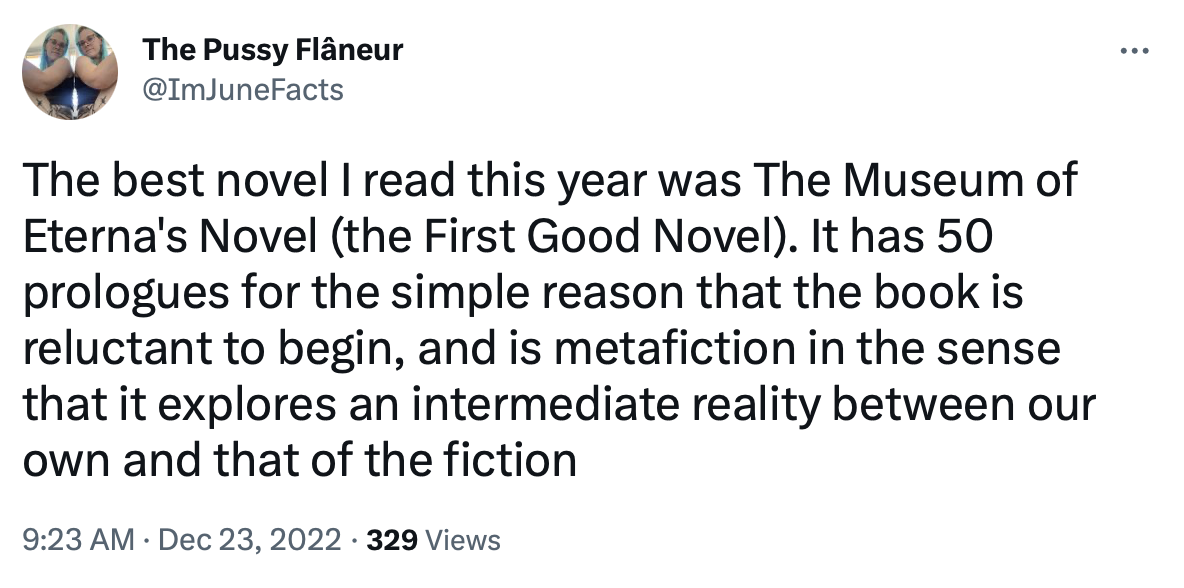 The Pussy Flâneur
@ImJuneFacts
The best novel I read this year was The Museum of
Eterna's Novel (the First Good Novel). It has 50
prologues for the simple reason that the book is
reluctant to begin, and is metafiction in the sense
that it explores an intermediate reality between our
own and that of the fiction
9:23 AM · Dec 23, 2022 · 329 Views